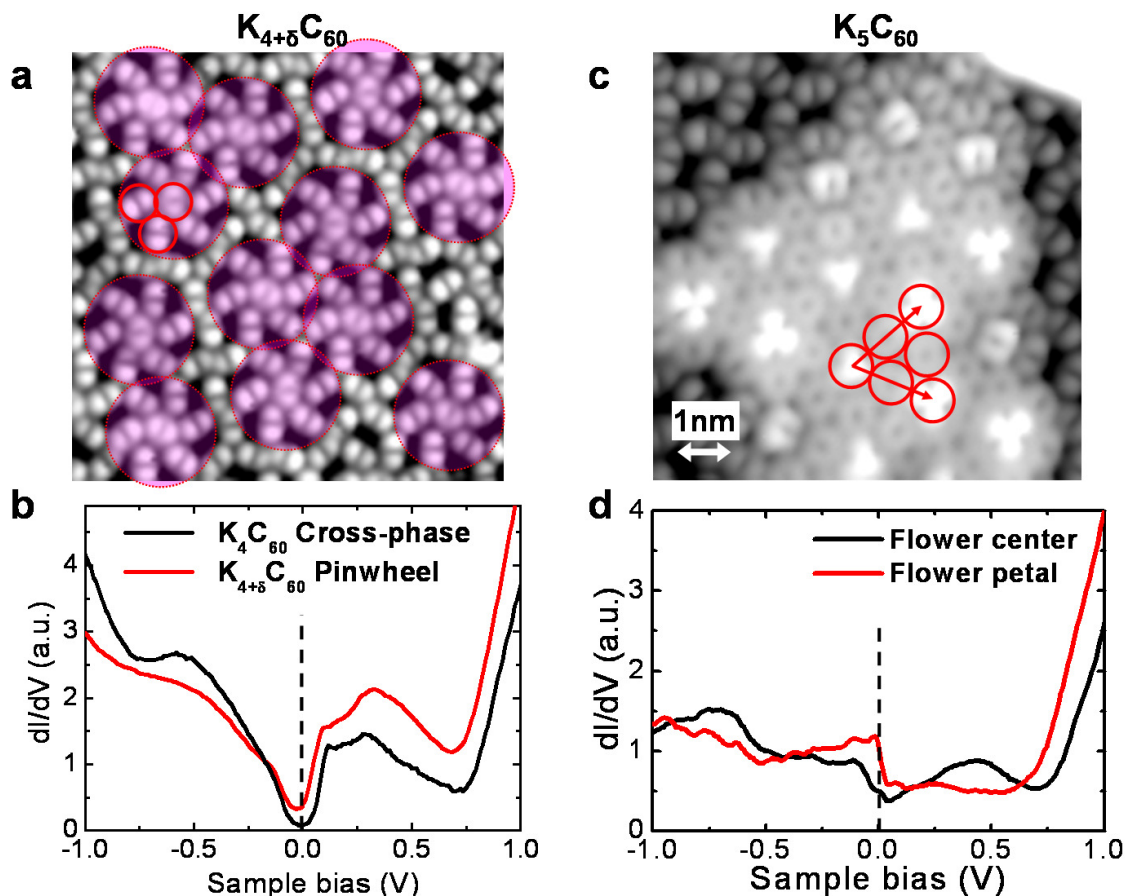 K₄₊δC₆₀
K₅C₆₀
a
c
1nm
b
K₄C₆₀ Cross-phase
K₄₊δC₆₀ Pinwheel
dI/dV (a.u.)
4
3
2
1
0
-1.0 -0.5 0.0 0.5 1.0
Sample bias (V)
d
Flower center
Flower petal
dI/dV (a.u.)
4
3
2
1
0
-1.0 -0.5 0.0 0.5 1.0
Sample bias (V)